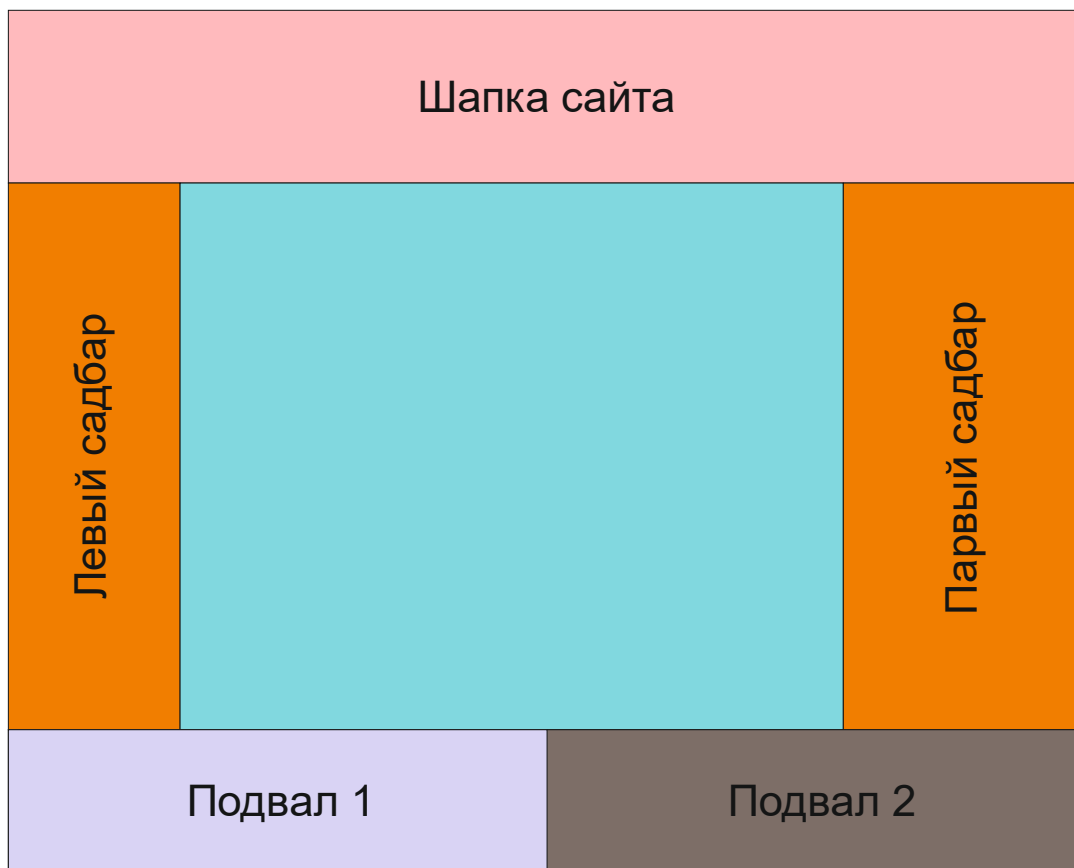 Шапка сайта
Левый садбар
Парвый садбар
Подвал 1
Подвал 2